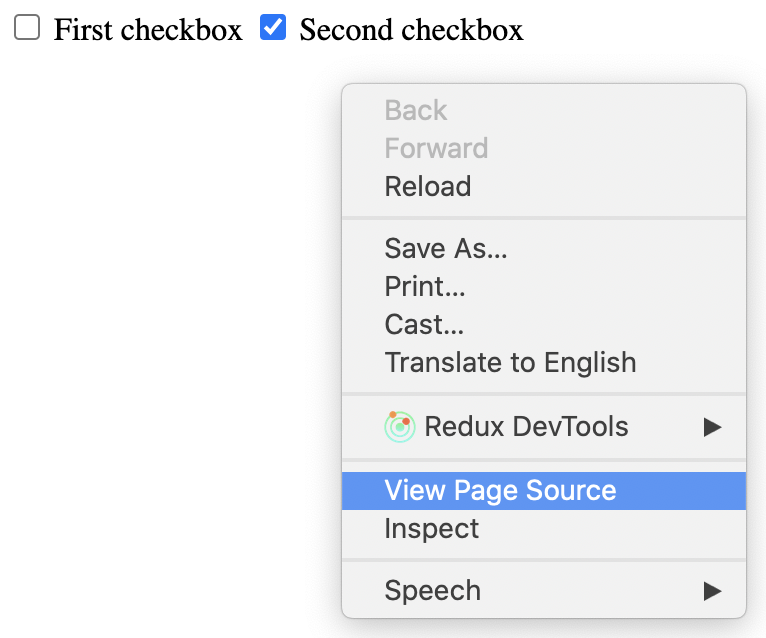 First checkbox Second checkbox
Back
Forward
Reload
Save As...
Print...
Cast...
Translate to English
Redux DevTools
View Page Source
Inspect
Speech